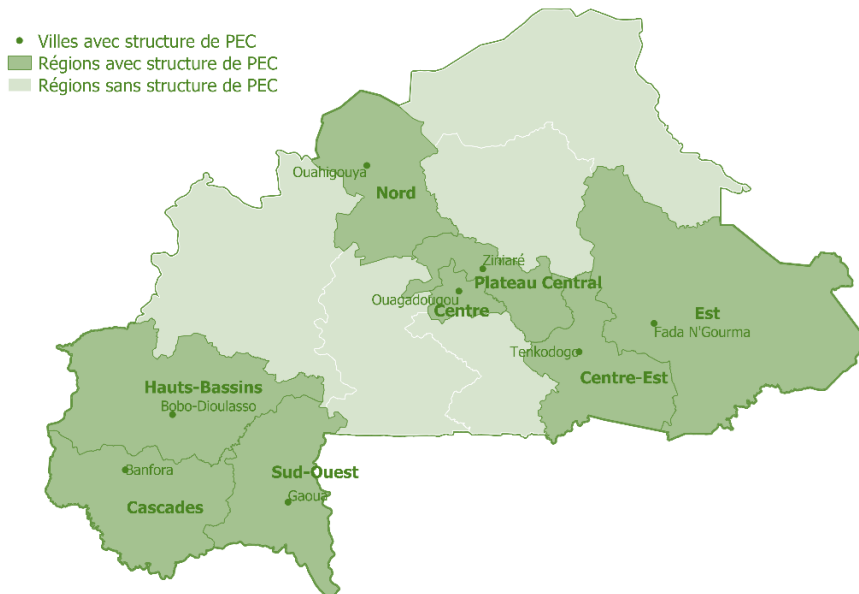 Villes avec structure de PEC
Régions avec structure de PEC
Régions sans structure de PEC
Ouahigouya
Nord
Ziniaré
Plateau Central
Ouagadougou
Centre
Est
Fada N'Gourma
Tenkodogo
Centre-Est
Hauts-Bassins
Bobo-Dioulasso
Banfora
Sud-Ouest
Gaoua
Cascades